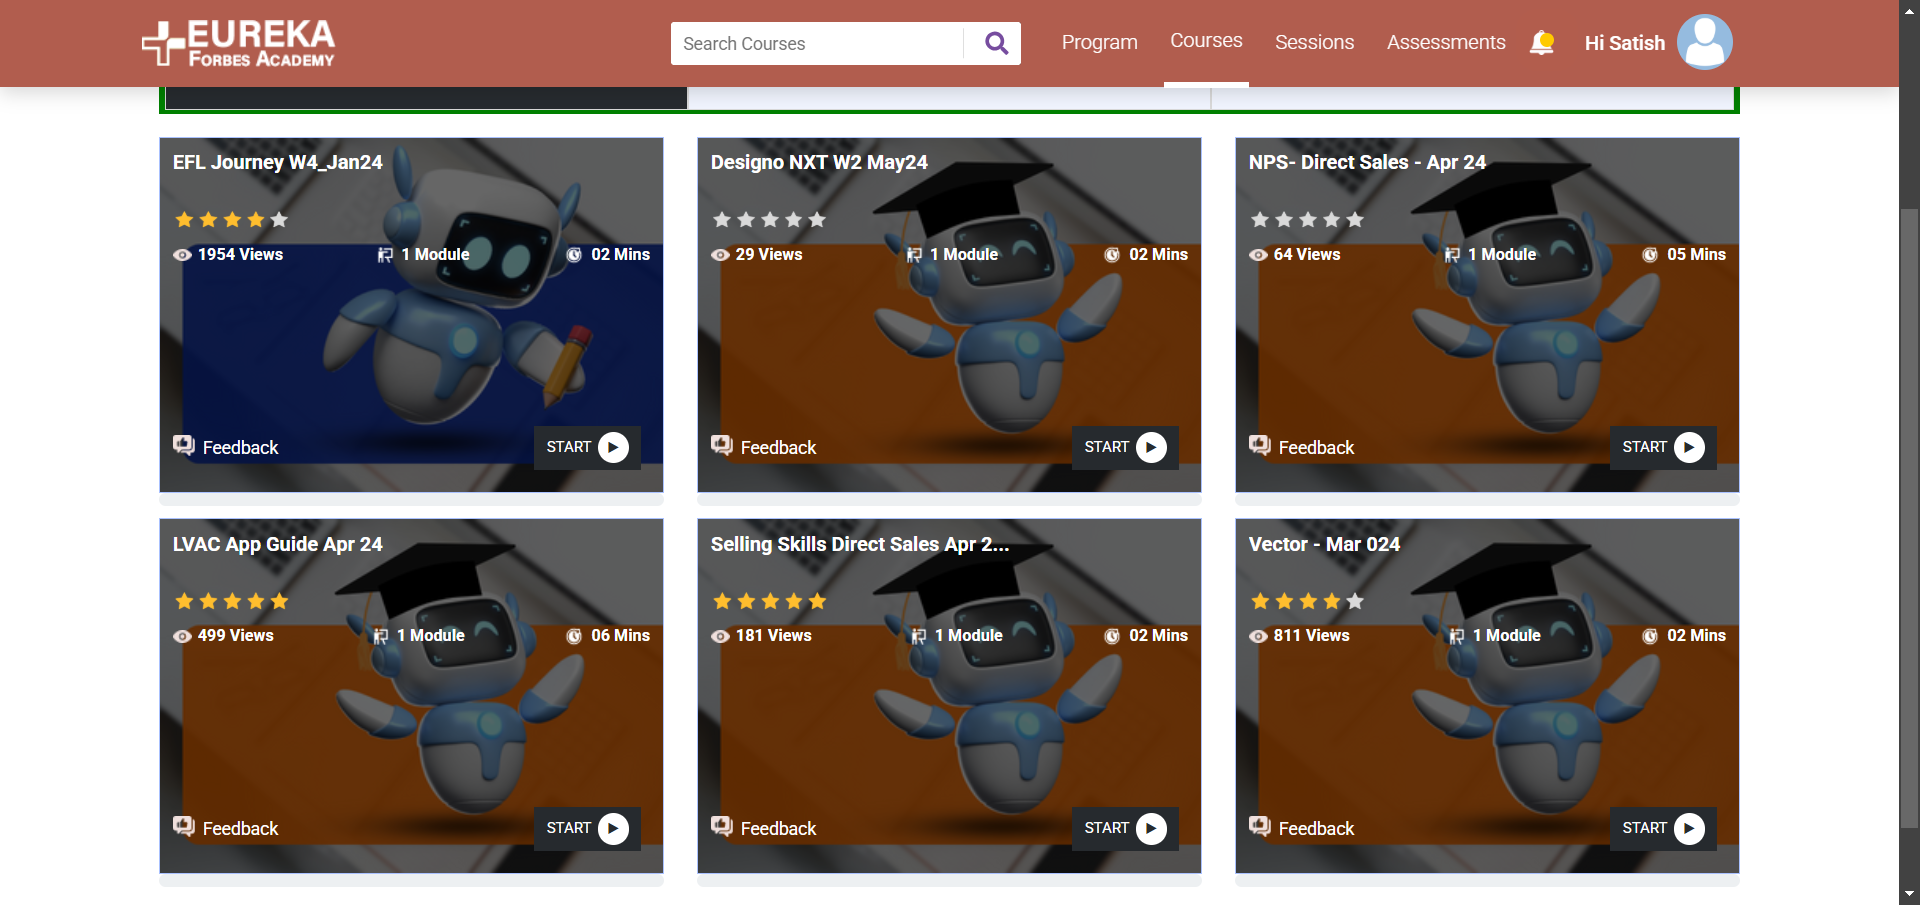 EUREKA
FORBES ACADEMY
Search Courses
Program
Courses
Sessions
Assessments
Hi Satish
EFL Journey W4_Jan24
1954 Views
1 Module
02 Mins
Feedback
START
Designo NXT W2 May24
29 Views
1 Module
02 Mins
Feedback
START
NPS- Direct Sales - Apr 24
64 Views
1 Module
05 Mins
Feedback
START
LVAC App Guide Apr 24
499 Views
1 Module
06 Mins
Feedback
START
Selling Skills Direct Sales Apr 2...
181 Views
1 Module
02 Mins
Feedback
START
Vector - Mar 024
811 Views
1 Module
02 Mins
Feedback
START